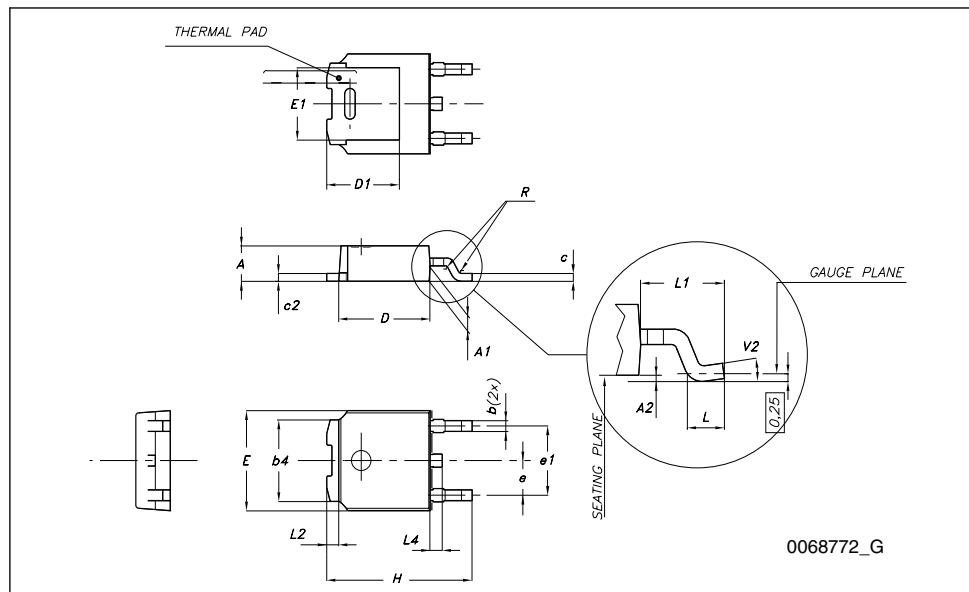 THERMAL PAD
E1
D1
R
A
c
c2
D
A1
GAUGE PLANE
L1
V2
A2
L
0,25
SEATING PLANE
b(2x)
E
b4
e
e1
L2
L4
H
0068772_G